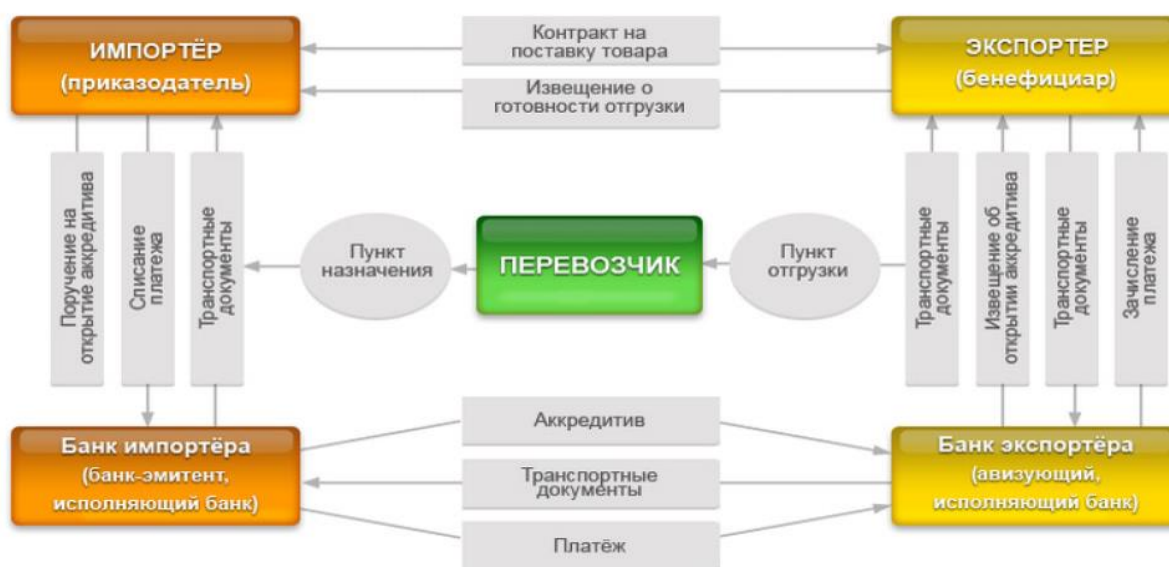 ИМПОРТЁР
(приказодатель)
Контракт на
поставку товара
ЭКСПОРТЕР
(бенефициар)
Извещение о
готовности отгрузки
Поручение на
открытие аккредитива
Списание
платежа
Транспортные
документы
Пункт
назначения
ПЕРЕВОЗЧИК
Пункт
отгрузки
Транспортные
документы
Извещение об
открытии аккредитива
Транспортные
документы
Зачисление
платежа
Банк импортёра
(банк-эмитент,
исполняющий банк)
Аккредитив
Транспортные
документы
Платёж
Банк экспортёра
(авизующий,
исполняющий банк)